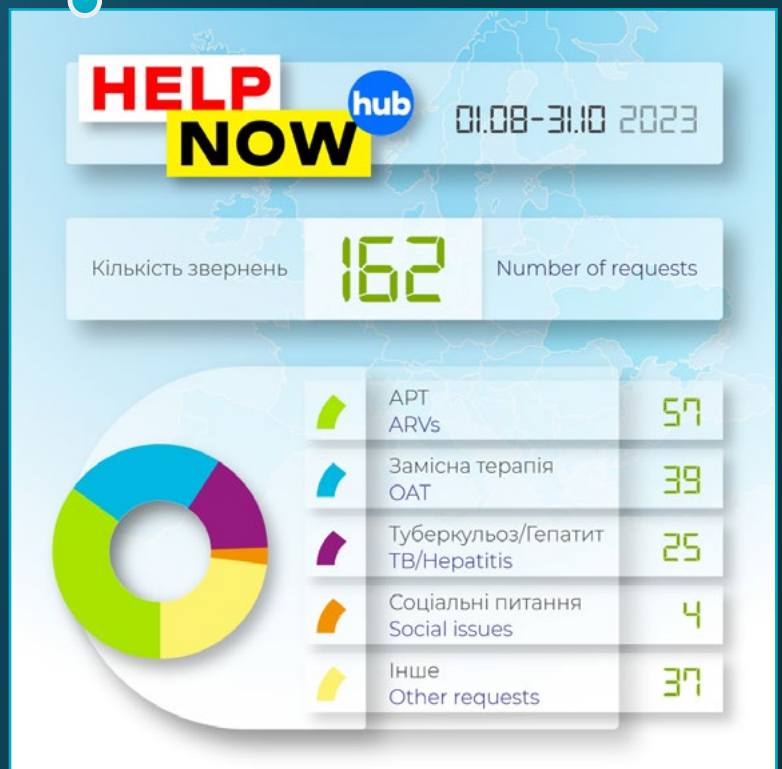 HELP
NOW
hub
01.08-31.10 2023
Кількість звернень
162
Number of requests
АРТ
ARVs
57
Замісна терапія
OAT
39
Туберкульоз/Гепатит
TB/Hepatitis
25
Соціальні питання
Social issues
4
Інше
Other requests
37